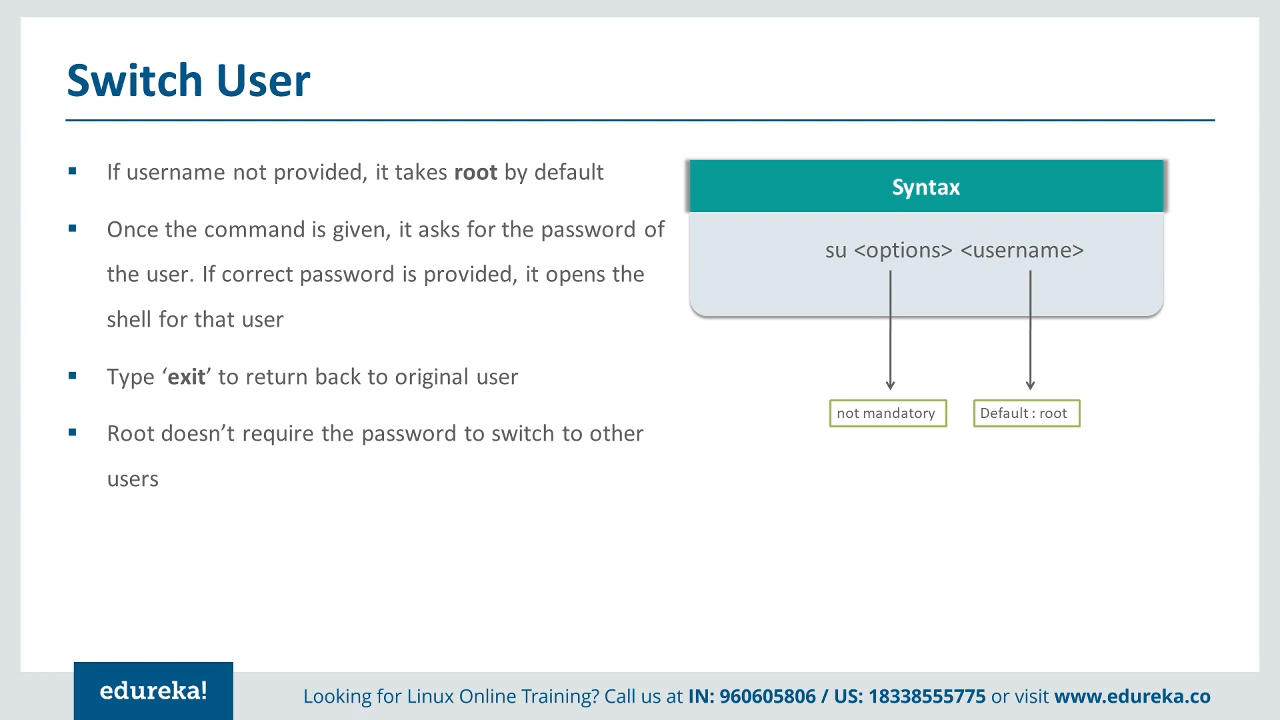 Switch User
▪ If username not provided, it takes root by default
▪ Once the command is given, it asks for the password of
the user. If correct password is provided, it opens the
shell for that user
▪ Type ‘exit’ to return back to original user
▪ Root doesn’t require the password to switch to other
users
Syntax
su <options> <username>
not mandatory
Default : root
edureka!
Looking for Linux Online Training? Call us at IN: 960605806 / US: 18338555775 or visit www.edureka.co